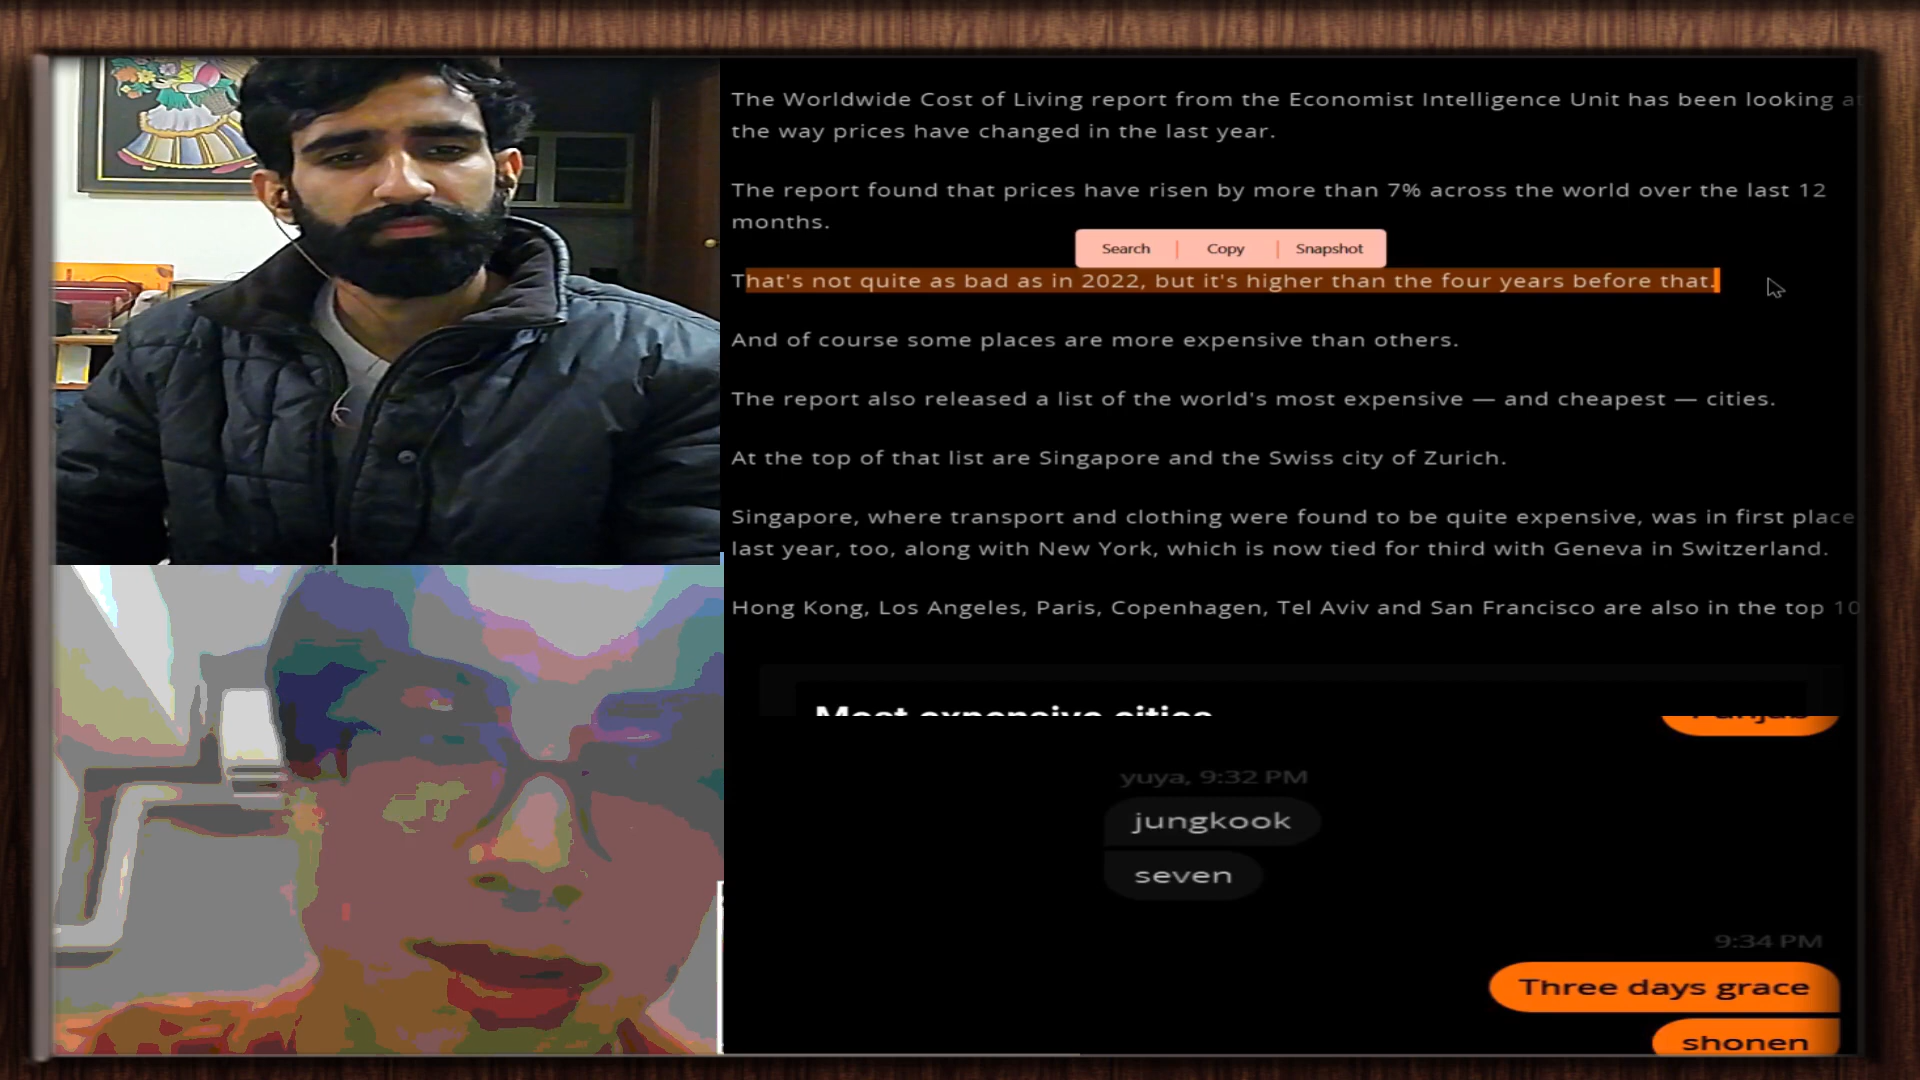 The Worldwide Cost of Living report from the Economist Intelligence Unit has been looking at
the way prices have changed in the last year.
The report found that prices have risen by more than 7% across the world over the last 12
months.
Search Copy Snapshot
That's not quite as bad as in 2022, but it's higher than the four years before that.
And of course some places are more expensive than others.
The report also released a list of the world's most expensive — and cheapest — cities.
At the top of that list are Singapore and the Swiss city of Zurich.
Singapore, where transport and clothing were found to be quite expensive, was in first place
last year, too, along with New York, which is now tied for third with Geneva in Switzerland.
Hong Kong, Los Angeles, Paris, Copenhagen, Tel Aviv and San Francisco are also in the top 10
Most expensive cities
Punjab
yuya, 9:32 PM
jungkook
seven
9:34 PM
Three days grace
shonen